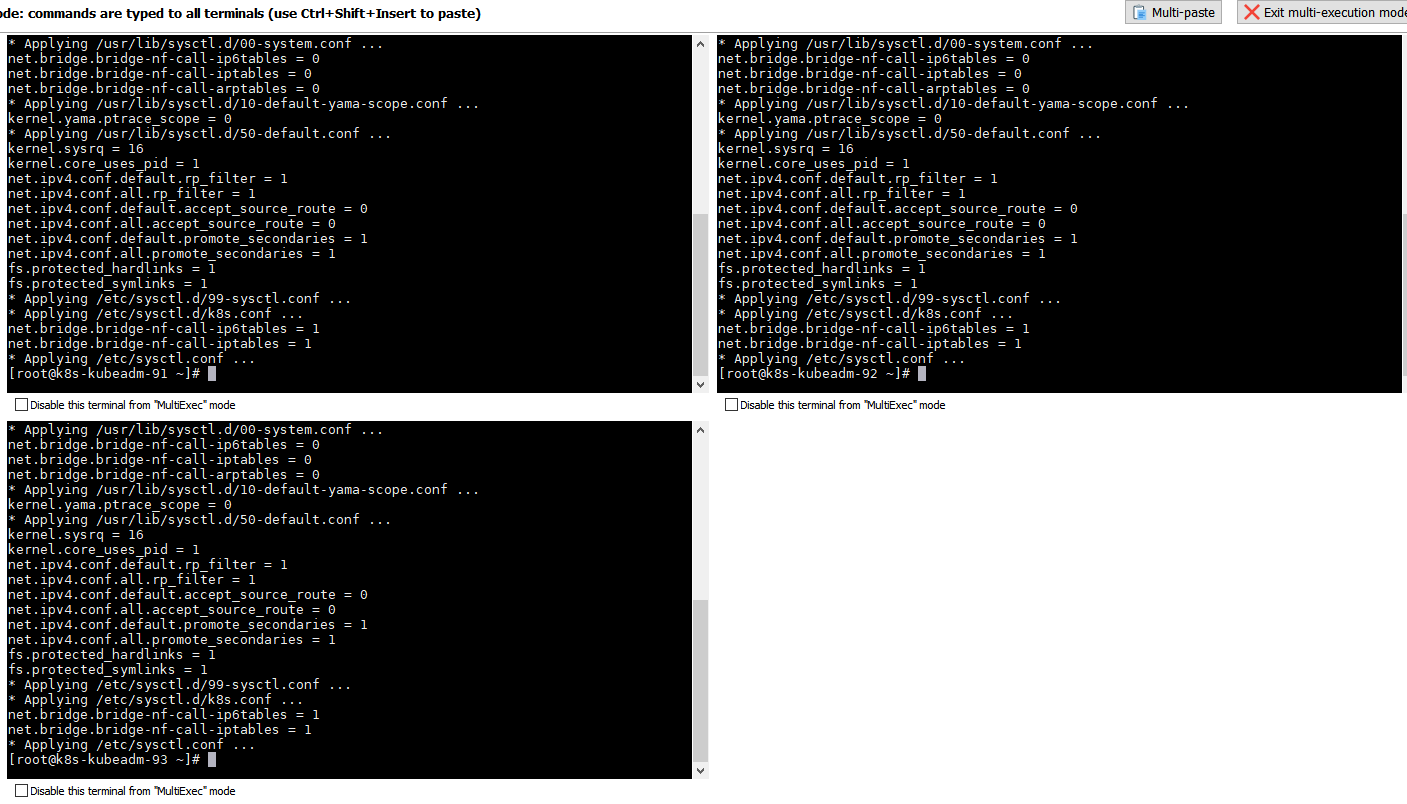 ode: commands are typed to all terminals (use Ctrl+Shift+Insert to paste)
Multi-paste
Exit multi-execution mode
* Applying /usr/lib/sysctl.d/00-system.conf ...
net.bridge.bridge-nf-call-ip6tables = 0
net.bridge.bridge-nf-call-iptables = 0
net.bridge.bridge-nf-call-arptables = 0
* Applying /usr/lib/sysctl.d/10-default-yama-scope.conf ...
kernel.yama.ptrace_scope = 0
* Applying /usr/lib/sysctl.d/50-default.conf ...
kernel.sysrq = 16
kernel.core_uses_pid = 1
net.ipv4.conf.default.rp_filter = 1
net.ipv4.conf.all.rp_filter = 1
net.ipv4.conf.default.accept_source_route = 0
net.ipv4.conf.all.accept_source_route = 0
net.ipv4.conf.default.promote_secondaries = 1
net.ipv4.conf.all.promote_secondaries = 1
fs.protected_hardlinks = 1
fs.protected_symlinks = 1
* Applying /etc/sysctl.d/99-sysctl.conf ...
* Applying /etc/sysctl.d/k8s.conf ...
net.bridge.bridge-nf-call-ip6tables = 1
net.bridge.bridge-nf-call-iptables = 1
* Applying /etc/sysctl.conf ...
[root@k8s-kubeadm-91 ~]#
Disable this terminal from "MultiExec" mode
* Applying /usr/lib/sysctl.d/00-system.conf ...
net.bridge.bridge-nf-call-ip6tables = 0
net.bridge.bridge-nf-call-iptables = 0
net.bridge.bridge-nf-call-arptables = 0
* Applying /usr/lib/sysctl.d/10-default-yama-scope.conf ...
kernel.yama.ptrace_scope = 0
* Applying /usr/lib/sysctl.d/50-default.conf ...
kernel.sysrq = 16
kernel.core_uses_pid = 1
net.ipv4.conf.default.rp_filter = 1
net.ipv4.conf.all.rp_filter = 1
net.ipv4.conf.default.accept_source_route = 0
net.ipv4.conf.all.accept_source_route = 0
net.ipv4.conf.default.promote_secondaries = 1
net.ipv4.conf.all.promote_secondaries = 1
fs.protected_hardlinks = 1
fs.protected_symlinks = 1
* Applying /etc/sysctl.d/99-sysctl.conf ...
* Applying /etc/sysctl.d/k8s.conf ...
net.bridge.bridge-nf-call-ip6tables = 1
net.bridge.bridge-nf-call-iptables = 1
* Applying /etc/sysctl.conf ...
[root@k8s-kubeadm-92 ~]#
Disable this terminal from "MultiExec" mode
* Applying /usr/lib/sysctl.d/00-system.conf ...
net.bridge.bridge-nf-call-ip6tables = 0
net.bridge.bridge-nf-call-iptables = 0
net.bridge.bridge-nf-call-arptables = 0
* Applying /usr/lib/sysctl.d/10-default-yama-scope.conf ...
kernel.yama.ptrace_scope = 0
* Applying /usr/lib/sysctl.d/50-default.conf ...
kernel.sysrq = 16
kernel.core_uses_pid = 1
net.ipv4.conf.default.rp_filter = 1
net.ipv4.conf.all.rp_filter = 1
net.ipv4.conf.default.accept_source_route = 0
net.ipv4.conf.all.accept_source_route = 0
net.ipv4.conf.default.promote_secondaries = 1
net.ipv4.conf.all.promote_secondaries = 1
fs.protected_hardlinks = 1
fs.protected_symlinks = 1
* Applying /etc/sysctl.d/99-sysctl.conf ...
* Applying /etc/sysctl.d/k8s.conf ...
net.bridge.bridge-nf-call-ip6tables = 1
net.bridge.bridge-nf-call-iptables = 1
* Applying /etc/sysctl.conf ...
[root@k8s-kubeadm-93 ~]#
Disable this terminal from "MultiExec" mode